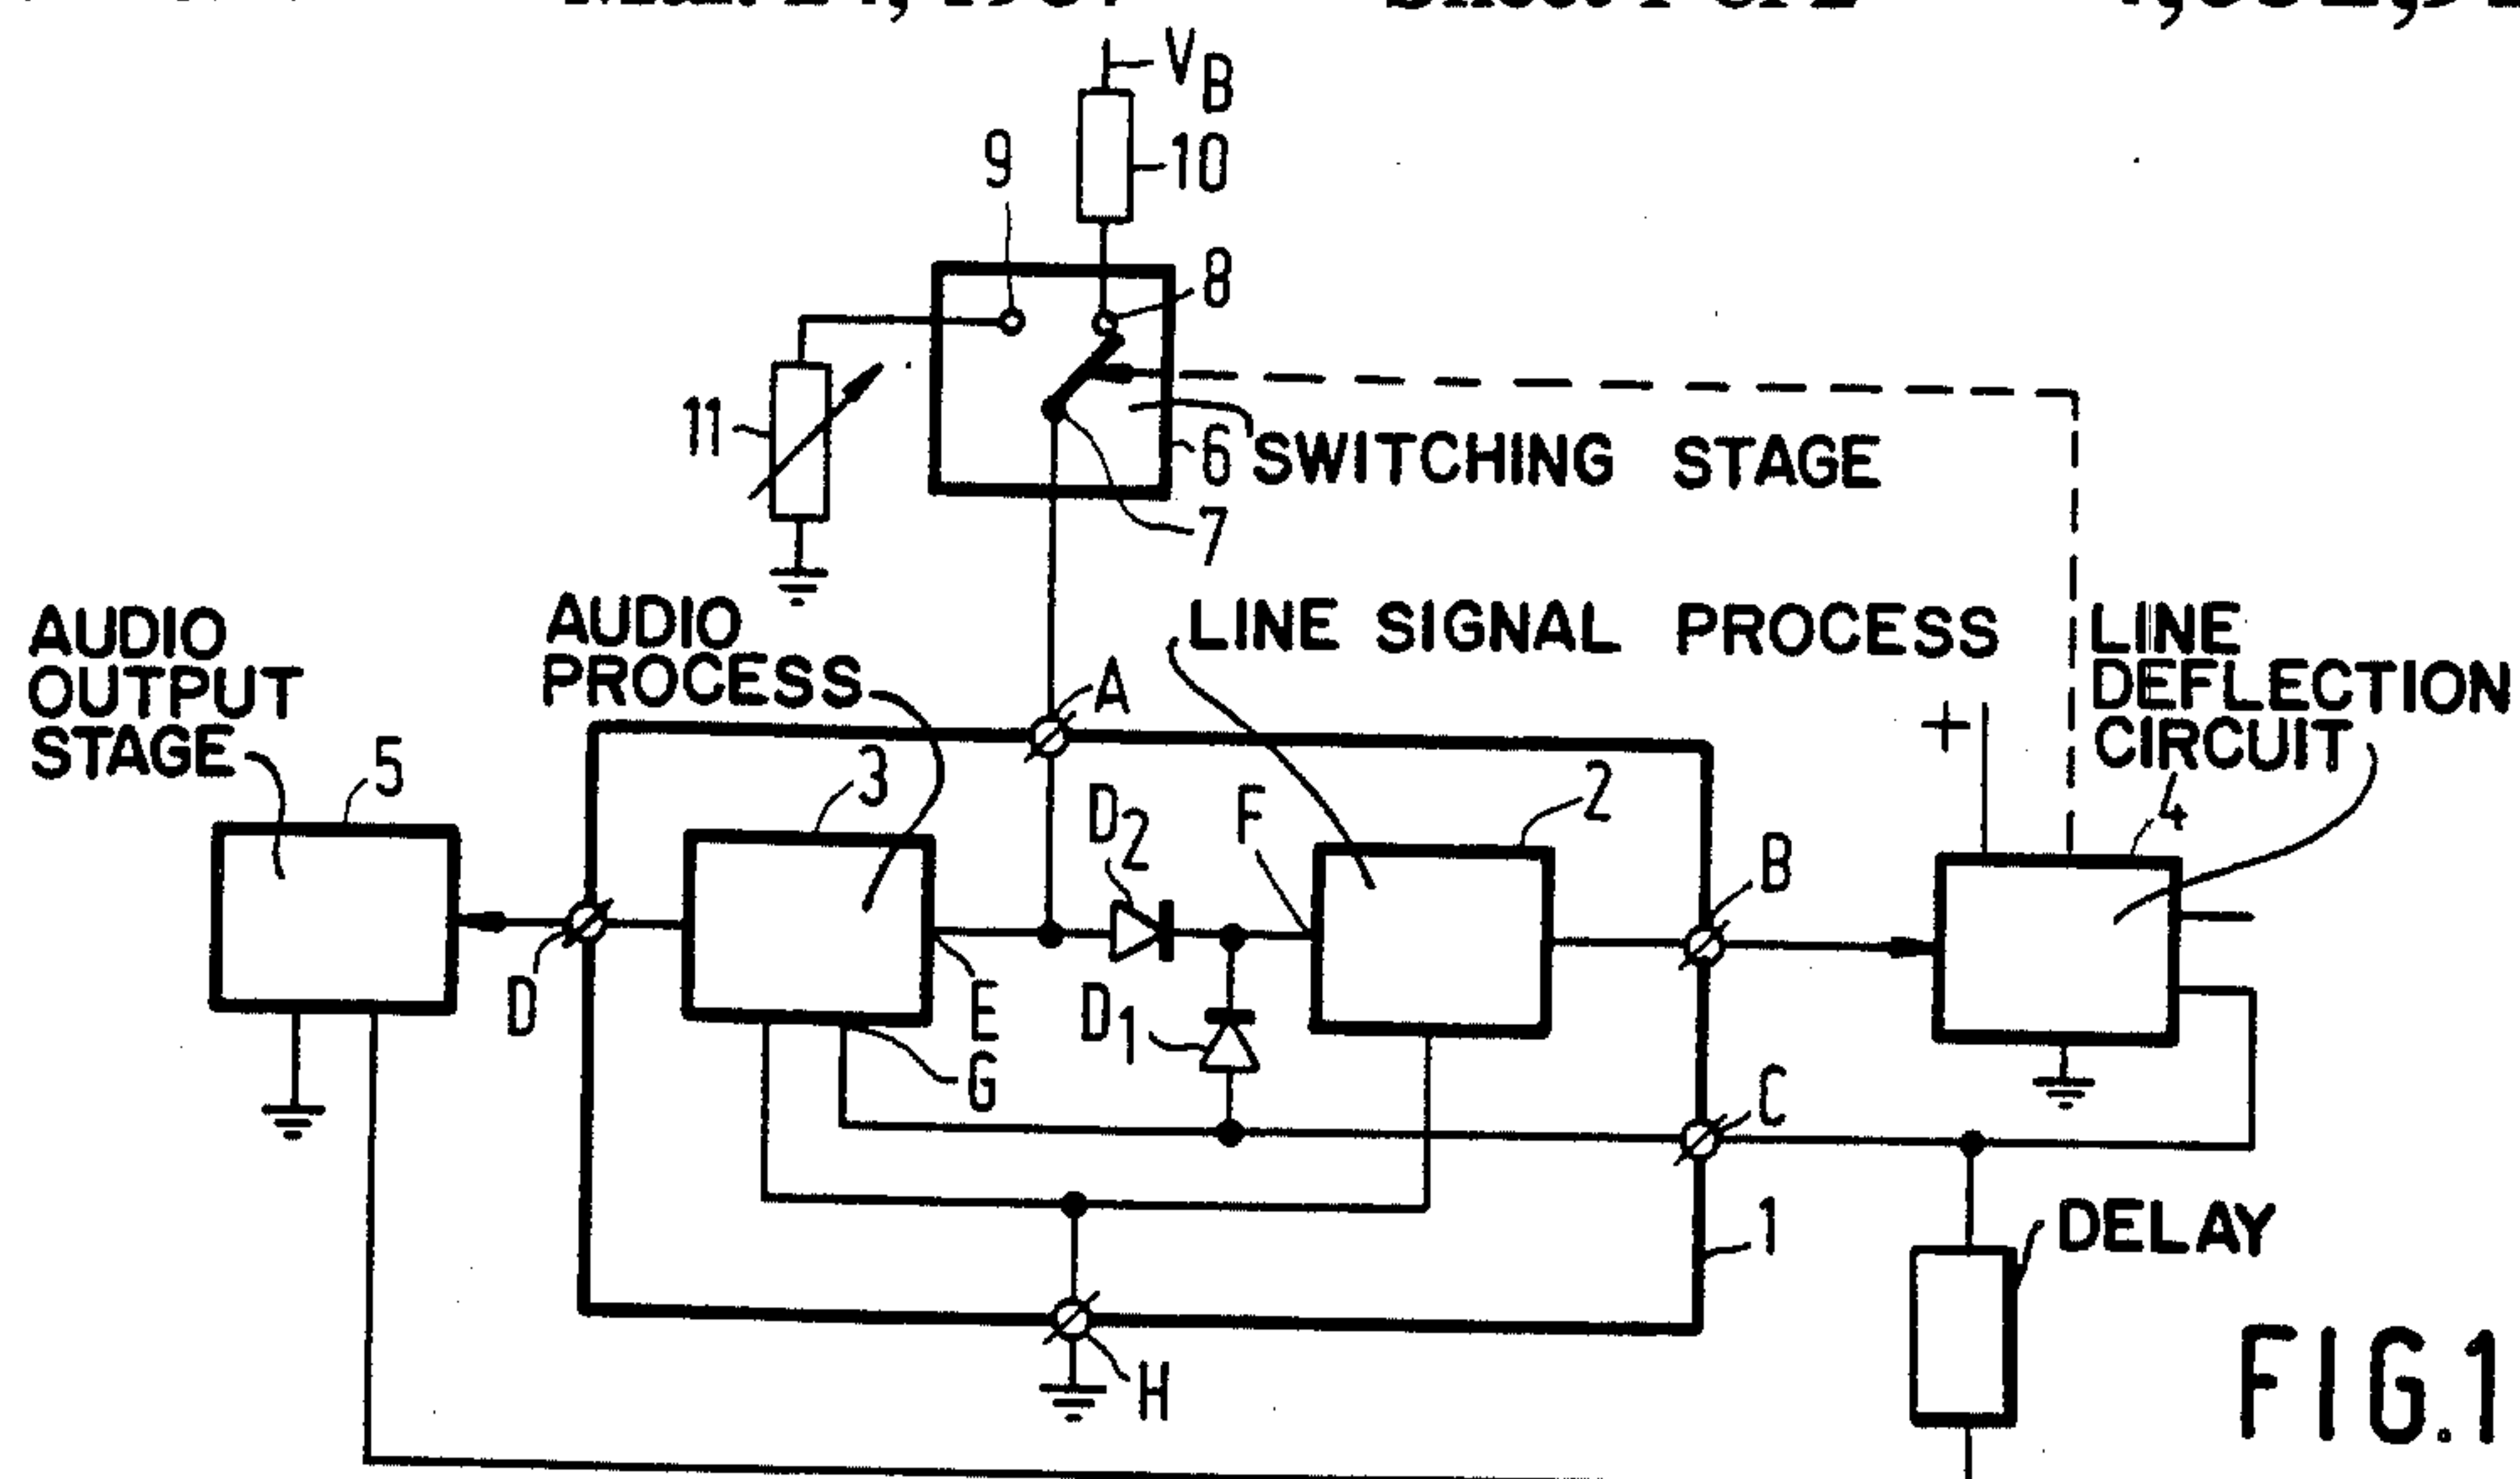 V B
10
9
8
11
6 SWITCHING STAGE
7
AUDIO
OUTPUT
STAGE
AUDIO
PROCESS
LINE SIGNAL PROCESS
LINE
DEFLECTION
CIRCUIT
A
+
5
3
D2
F
2
B
4
D
E
D1
G
C
1
DELAY
H
FIG.1